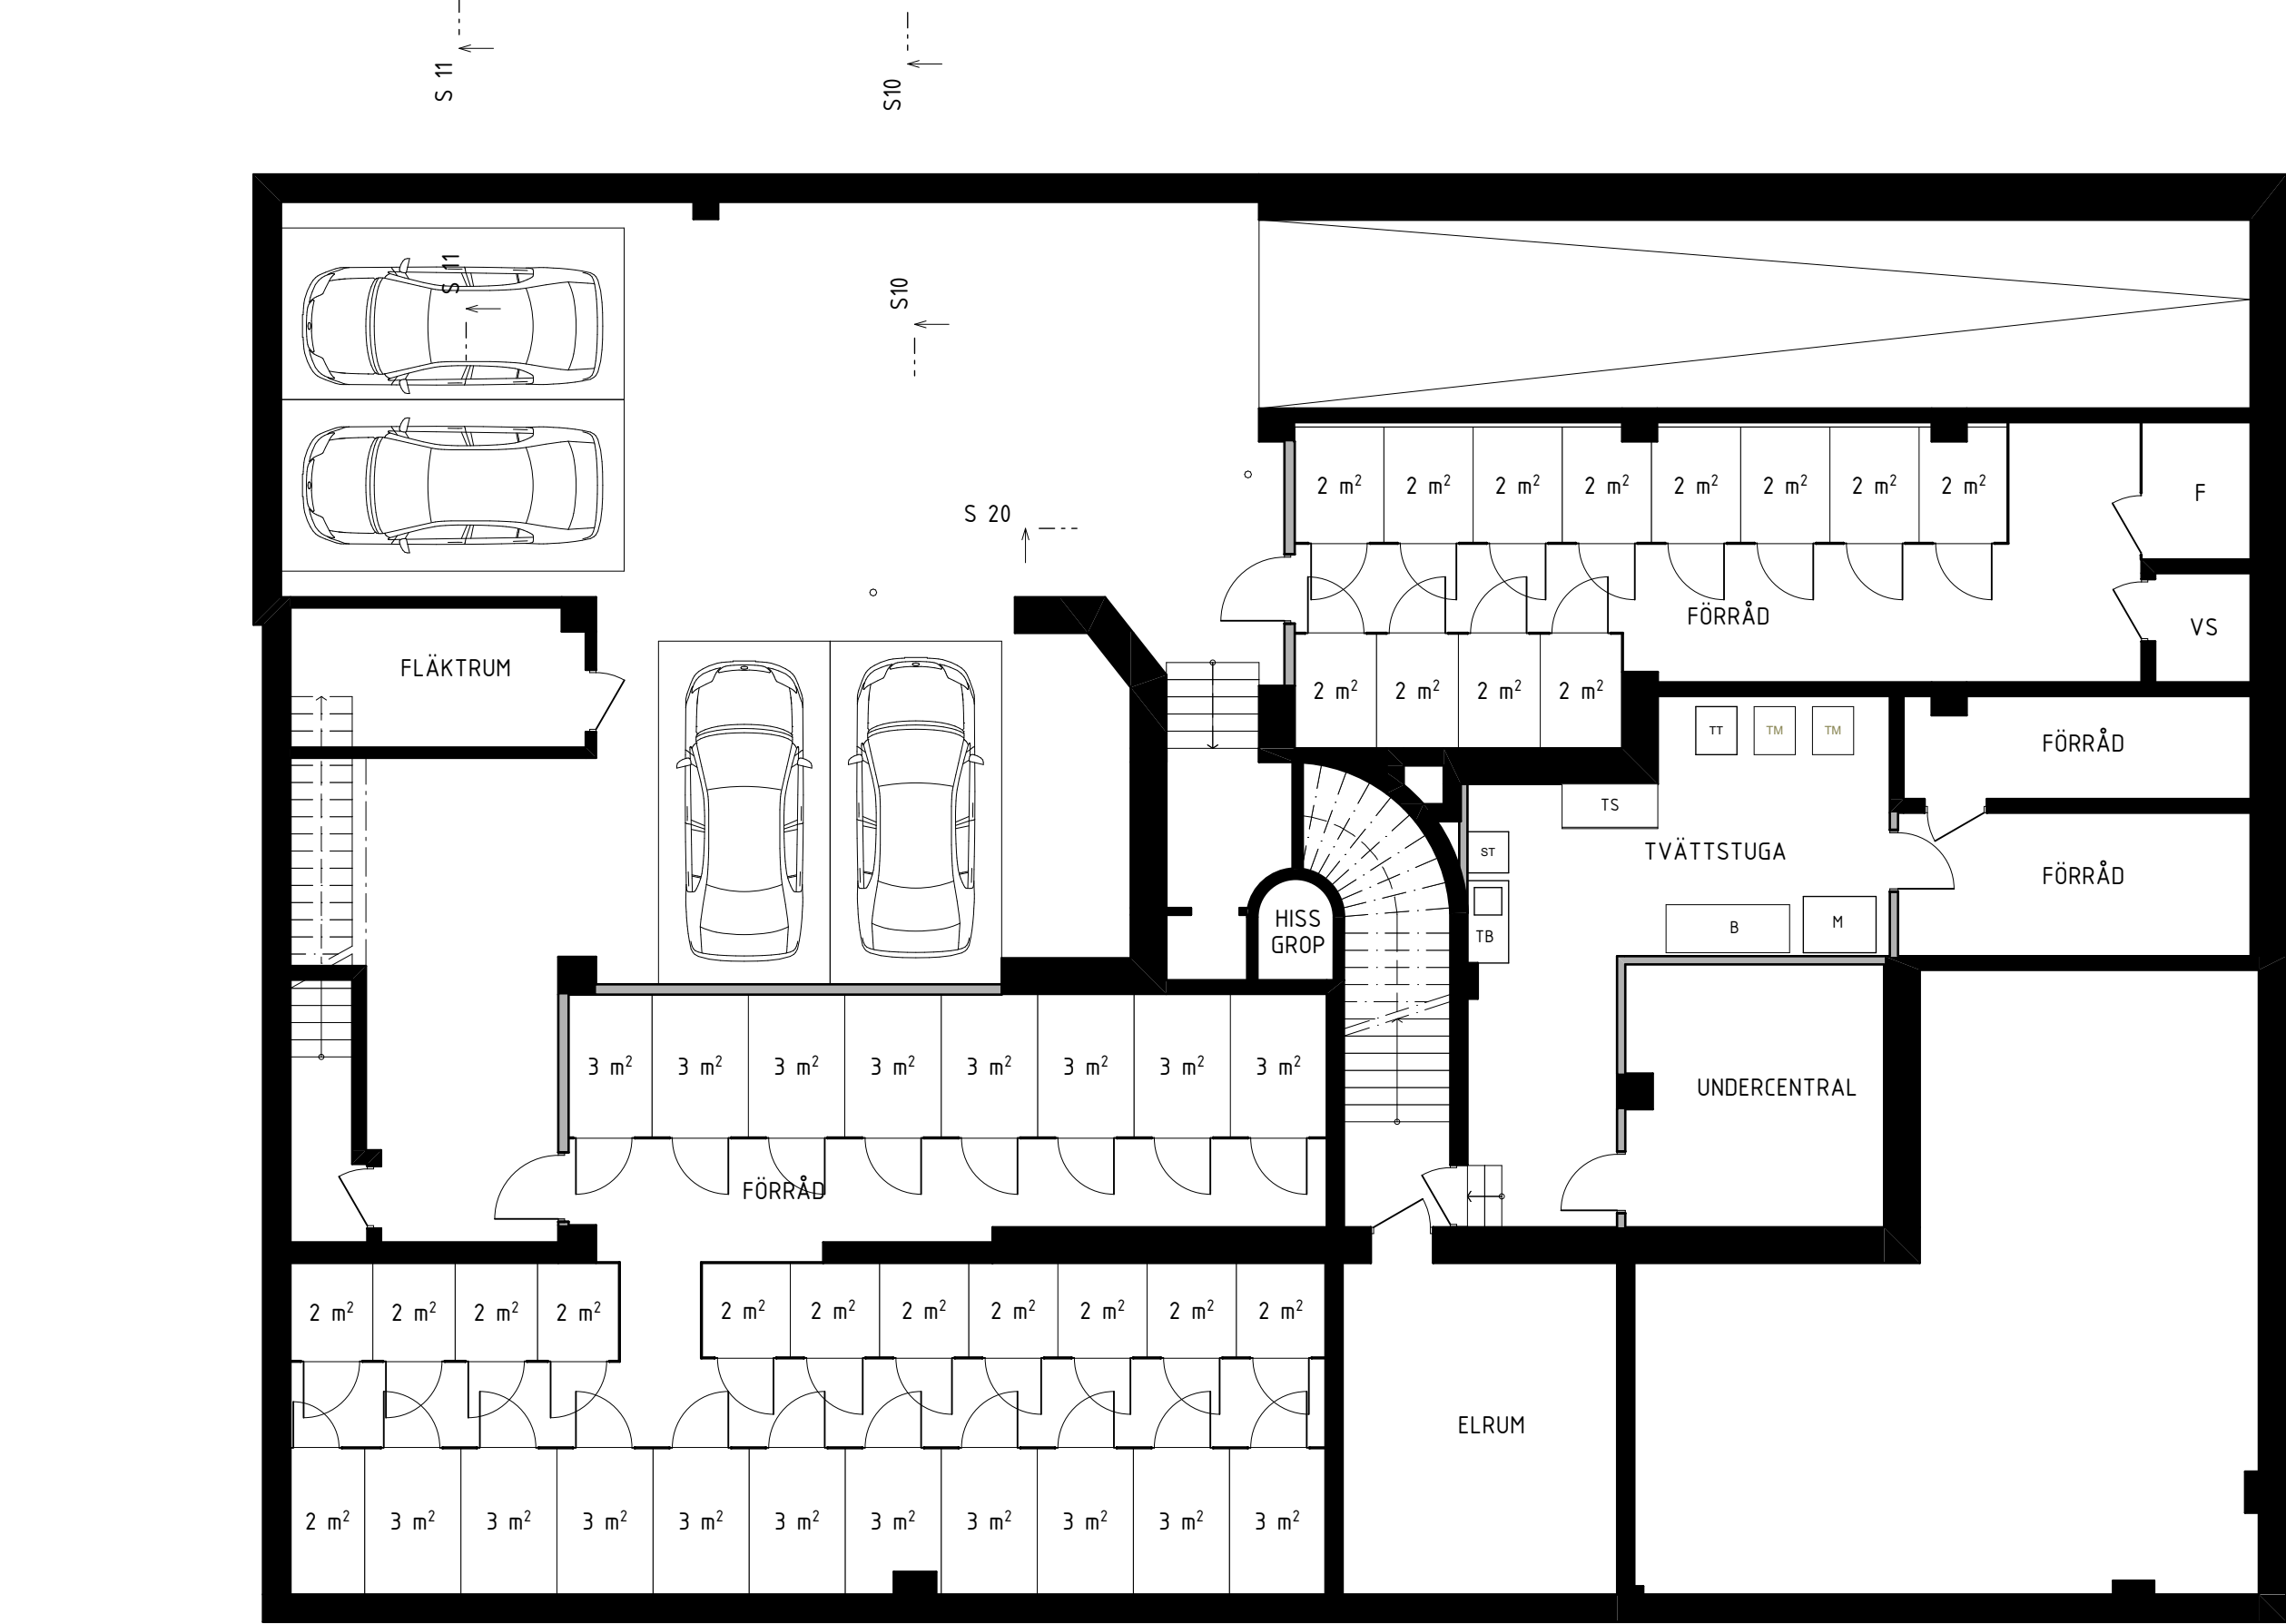 S 11
S10
S 11
S10
S 20
2 m² 2 m² 2 m² 2 m² 2 m² 2 m² 2 m² 2 m²
F
FÖRRÅD
VS
FLÄKTRUM
2 m² 2 m² 2 m² 2 m²
TT TM TM
FÖRRÅD
TS
ST
TVÄTTSTUGA
FÖRRÅD
HISS
GROP
TB
B
M
3 m² 3 m² 3 m² 3 m² 3 m² 3 m² 3 m² 3 m²
UNDERCENTRAL
FÖRRÅD
2 m² 2 m² 2 m² 2 m² 2 m² 2 m² 2 m² 2 m² 2 m² 2 m² 2 m²
ELRUM
2 m² 3 m² 3 m² 3 m² 3 m² 3 m² 3 m² 3 m² 3 m² 3 m² 3 m²